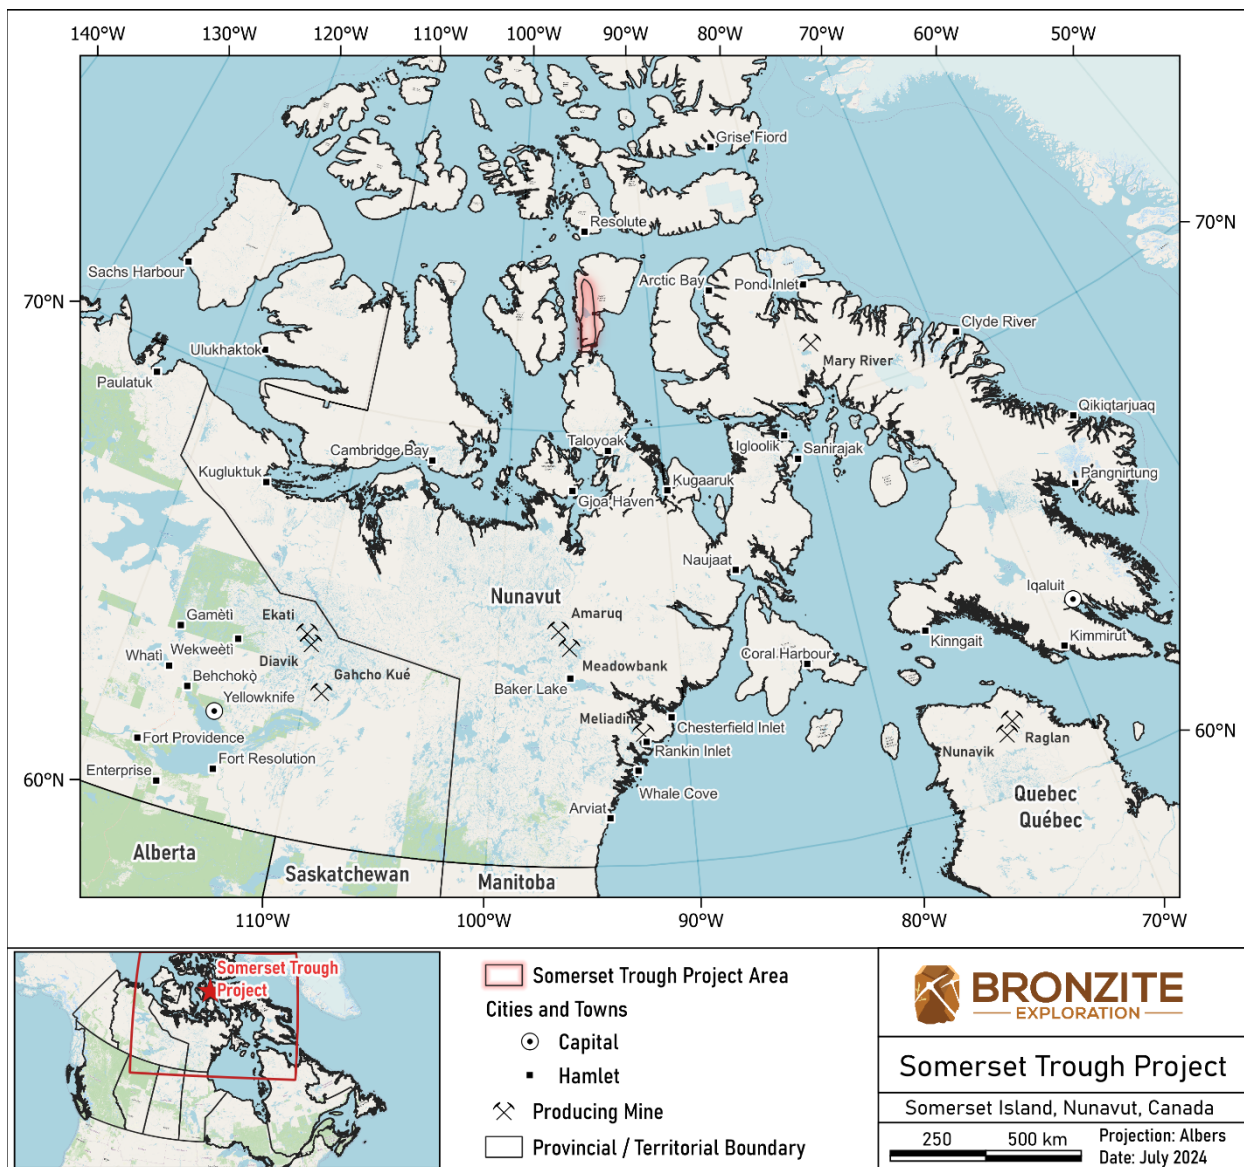 140°W 130°W 120°W 110°W 100°W 90°W 80°W 70°W 60°W 50°W
Grise Fiord
70°N
Resolute
Sachs Harbour
Arctic Bay
Pond Inlet
70°N
Clyde River
Ulukhaktok
Mary River
Paulatuk
Qikiqtarjuaq
Taloyoak
Igloolik
Cambridge Bay
Sanirajak
Kugluktuk
Pangnirtung
Kugaaruk
Gjoa Haven
Naujaat
Iqaluit
Nunavut
Gamètì
Ekati
Amaruq
Kinngait
Kimmirut
Whatì
Wekweètì
Diavik
Coral Harbour
Meadowbank
Behchokǫ̀
Gahcho Kué
Baker Lake
Yellowknife
Meliadine
Chesterfield Inlet
60°N
Fort Providence
Raglan
Rankin Inlet
Nunavik
Fort Resolution
Enterprise
60°N
Whale Cove
Quebec
Québec
Arviat
Alberta
Saskatchewan
Manitoba
110°W 100°W 90°W 80°W 70°W
Somerset Trough
Project
Somerset Trough Project Area
Cities and Towns
Capital
Hamlet
Producing Mine
Provincial / Territorial Boundary
BRONZITE
EXPLORATION
Somerset Trough Project
Somerset Island, Nunavut, Canada
250 500 km
Projection: Albers
Date: July 2024